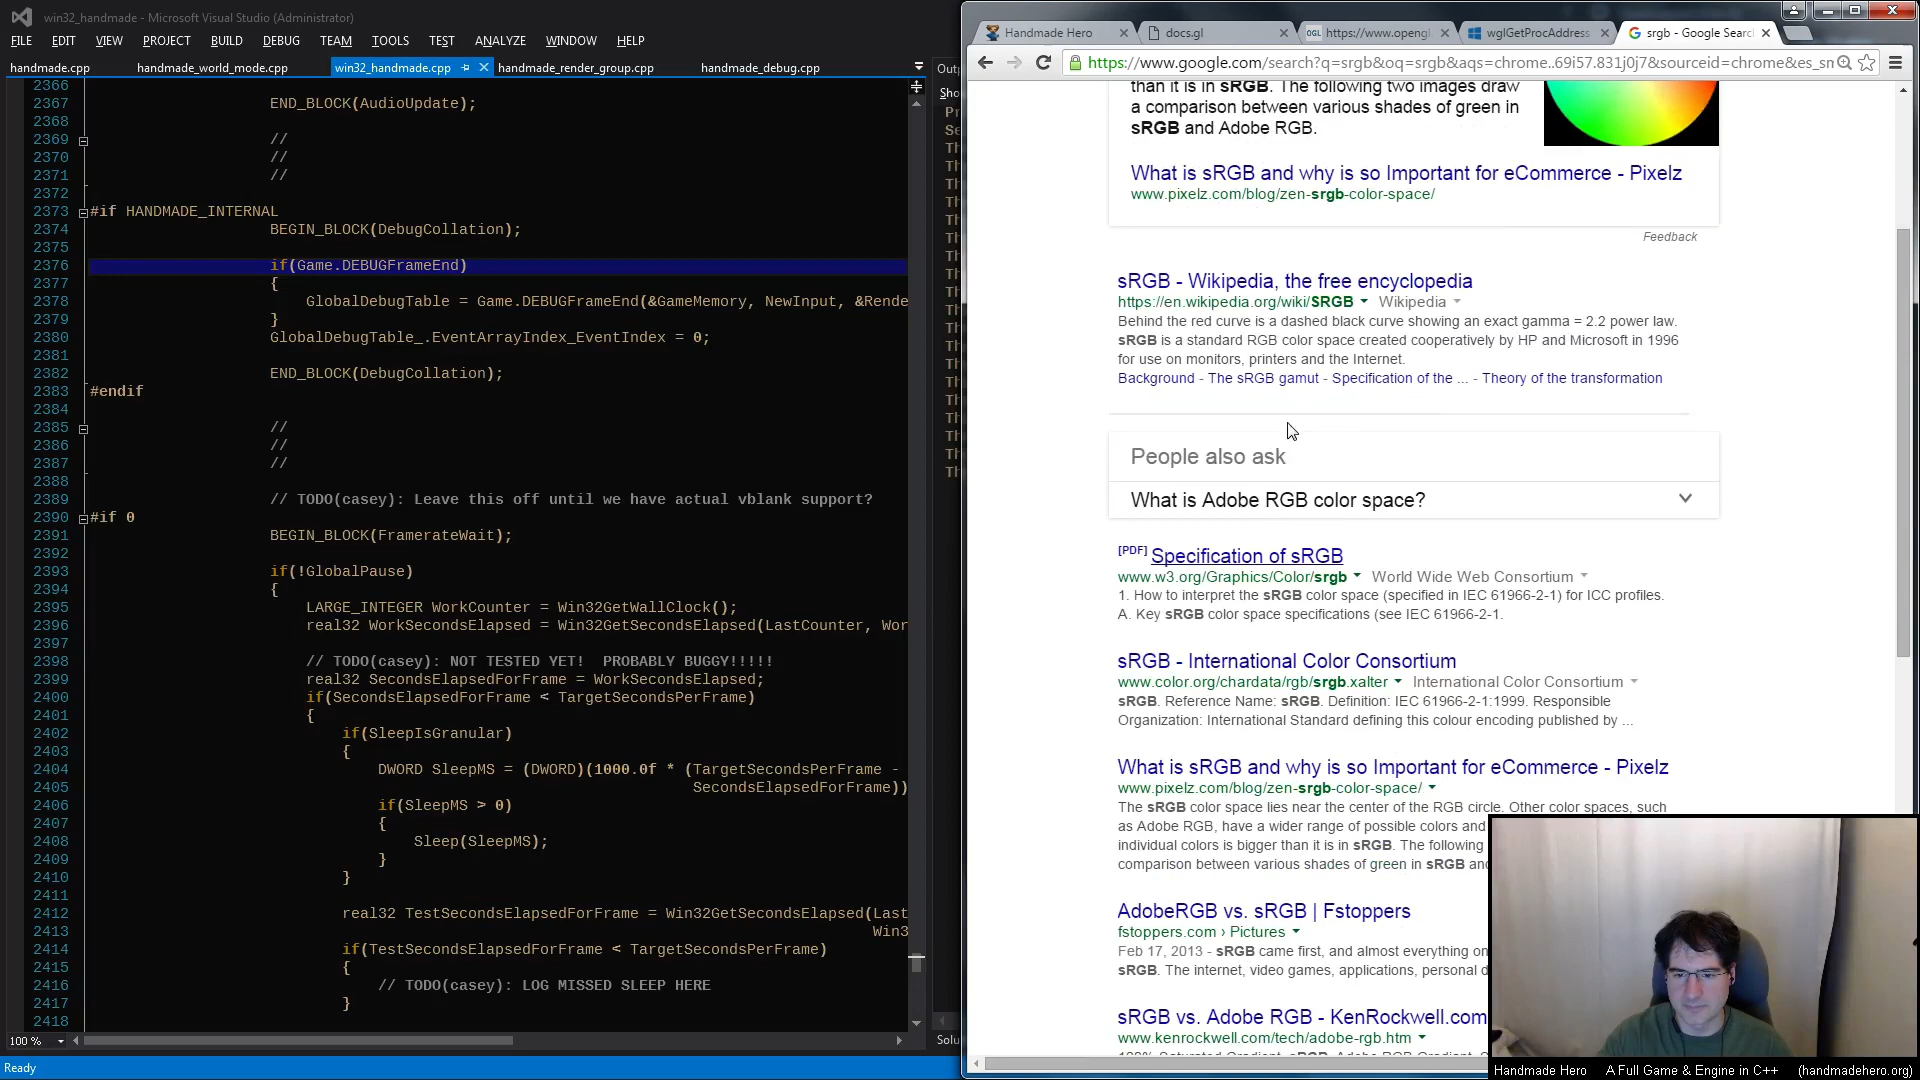 win32_handmade - Microsoft Visual Studio (Administrator)
FILE EDIT VIEW PROJECT BUILD DEBUG TEAM TOOLS TEST ANALYZE WINDOW HELP
handmade.cpp handmade_world_mode.cpp win32_handmade.cpp handmade_render_group.cpp handmade_debug.cpp
2366
2367 END_BLOCK(AudioUpdate);
2368
2369 //
2370 //
2371 //
2372
2373 #if HANDMADE_INTERNAL
2374 BEGIN_BLOCK(DebugCollation);
2375
2376 if(Game.DEBUGFrameEnd)
2377 {
2378 GlobalDebugTable = Game.DEBUGFrameEnd(&GameMemory, NewInput, &Rende
2379 }
2380 GlobalDebugTable_.EventArrayIndex_EventIndex = 0;
2381
2382 END_BLOCK(DebugCollation);
2383 #endif
2384
2385 //
2386 //
2387 //
2388
2389 // TODO(casey): Leave this off until we have actual vblank support?
2390 #if 0
2391 BEGIN_BLOCK(FramerateWait);
2392
2393 if(!GlobalPause)
2394 {
2395 LARGE_INTEGER WorkCounter = Win32GetWallClock();
2396 real32 WorkSecondsElapsed = Win32GetSecondsElapsed(LastCounter, Wor
2397
2398 // TODO(casey): NOT TESTED YET! PROBABLY BUGGY!!!!!
2399 real32 SecondsElapsedForFrame = WorkSecondsElapsed;
2400 if(SecondsElapsedForFrame < TargetSecondsPerFrame)
2401 {
2402 if(SleepIsGranular)
2403 {
2404 DWORD SleepMS = (DWORD)(1000.0f * (TargetSecondsPerFrame -
2405 SecondsElapsedForFrame))
2406 if(SleepMS > 0)
2407 {
2408 Sleep(SleepMS);
2409 }
2410 }
2411
2412 real32 TestSecondsElapsedForFrame = Win32GetSecondsElapsed(Last
2413 Win3
2414 if(TestSecondsElapsedForFrame < TargetSecondsPerFrame)
2415 {
2416 // TODO(casey): LOG MISSED SLEEP HERE
2417 }
2418
100 %
Ready
Outp
Sho
Solu
Handmade Hero docs.gl https://www.opengl wglGetProcAddress srgb - Google Searc
https://www.google.com/search?q=srgb&oq=srgb&aqs=chrome..69i57.831j0j7&sourceid=chrome&es_sn
than it is in sRGB. The following two images draw
a comparison between various shades of green in
sRGB and Adobe RGB.
What is sRGB and why is so Important for eCommerce - Pixelz
www.pixelz.com/blog/zen-srgb-color-space/
Feedback
sRGB - Wikipedia, the free encyclopedia
https://en.wikipedia.org/wiki/SRGB Wikipedia
Behind the red curve is a dashed black curve showing an exact gamma = 2.2 power law.
sRGB is a standard RGB color space created cooperatively by HP and Microsoft in 1996
for use on monitors, printers and the Internet.
Background - The sRGB gamut - Specification of the ... - Theory of the transformation
People also ask
What is Adobe RGB color space?
[PDF] Specification of sRGB
www.w3.org/Graphics/Color/srgb World Wide Web Consortium
1. How to interpret the sRGB color space (specified in IEC 61966-2-1) for ICC profiles.
A. Key sRGB color space specifications (see IEC 61966-2-1.
sRGB - International Color Consortium
www.color.org/chardata/rgb/srgb.xalter International Color Consortium
sRGB. Reference Name: sRGB. Definition: IEC 61966-2-1:1999. Responsible
Organization: International Standard defining this colour encoding published by ...
What is sRGB and why is so Important for eCommerce - Pixelz
www.pixelz.com/blog/zen-srgb-color-space/
The sRGB color space lies near the center of the RGB circle. Other color spaces, such
as Adobe RGB, have a wider range of possible colors and
individual colors is bigger than it is in sRGB. The following
comparison between various shades of green in sRGB and
AdobeRGB vs. sRGB | Fstoppers
fstoppers.com › Pictures
Feb 17, 2013 - sRGB came first, and almost everything on
sRGB. The internet, video games, applications, personal d
sRGB vs. Adobe RGB - KenRockwell.com
www.kenrockwell.com/tech/adobe-rgb.htm
Handmade Hero A Full Game & Engine in C++ (handmadehero.org)